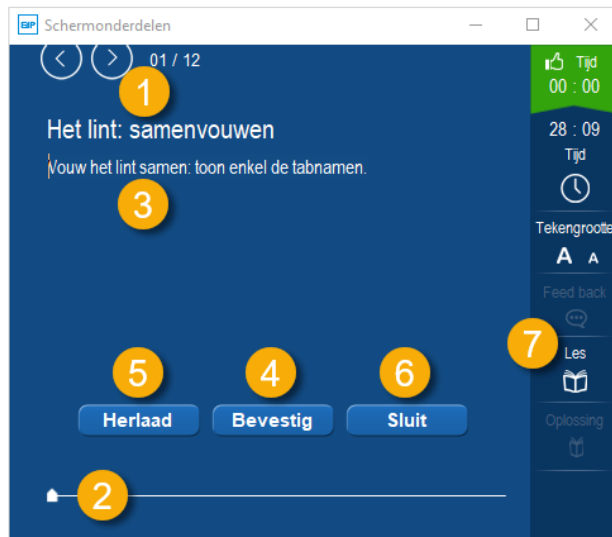 BIP Schermonderdelen
01 / 12
1
Het lint: samenvouwen
Vouw het lint samen: toon enkel de tabnamen.
3
5
4
6
Herlaad
Bevestig
Sluit
2
Tijd
00 : 00
28 : 09
Tijd
Tekengrootte
A A
Feed back
7
Les
Oplossing